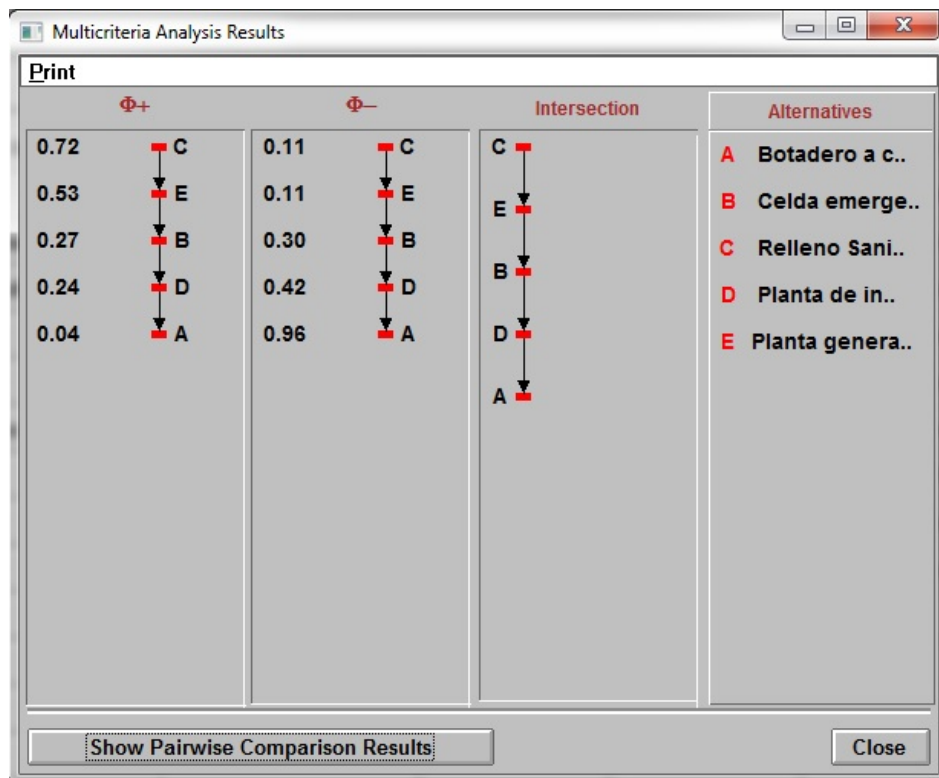 Multicriteria Analysis Results
Print
Φ+ Φ− Intersection Alternatives
0.72 C 0.11 C C A Botadero a c..
0.53 E 0.11 E E B Celda emerge..
0.27 B 0.30 B B C Relleno Sani..
0.24 D 0.42 D D D Planta de in..
0.04 A 0.96 A A E Planta genera..
Show Pairwise Comparison Results Close